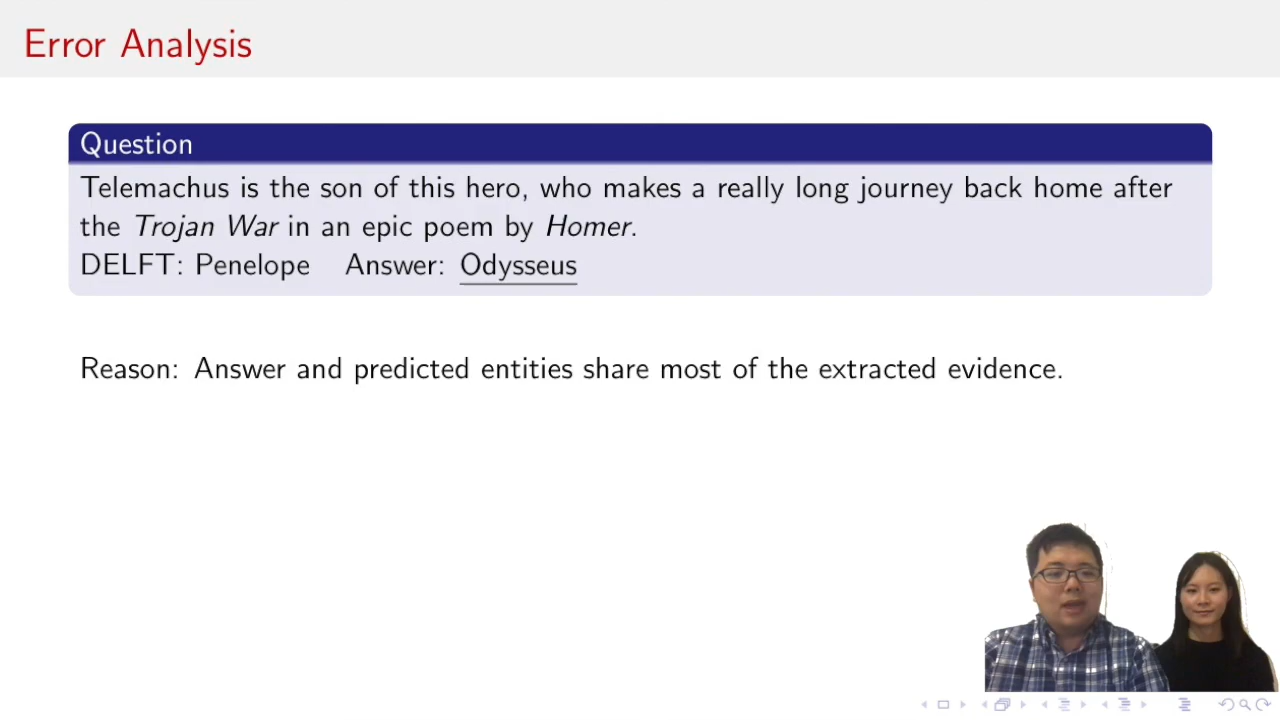 Error Analysis
Question
Telemachus is the son of this hero, who makes a really long journey back home after
the Trojan War in an epic poem by Homer.
DELFT: Penelope Answer: Odysseus
Reason: Answer and predicted entities share most of the extracted evidence.